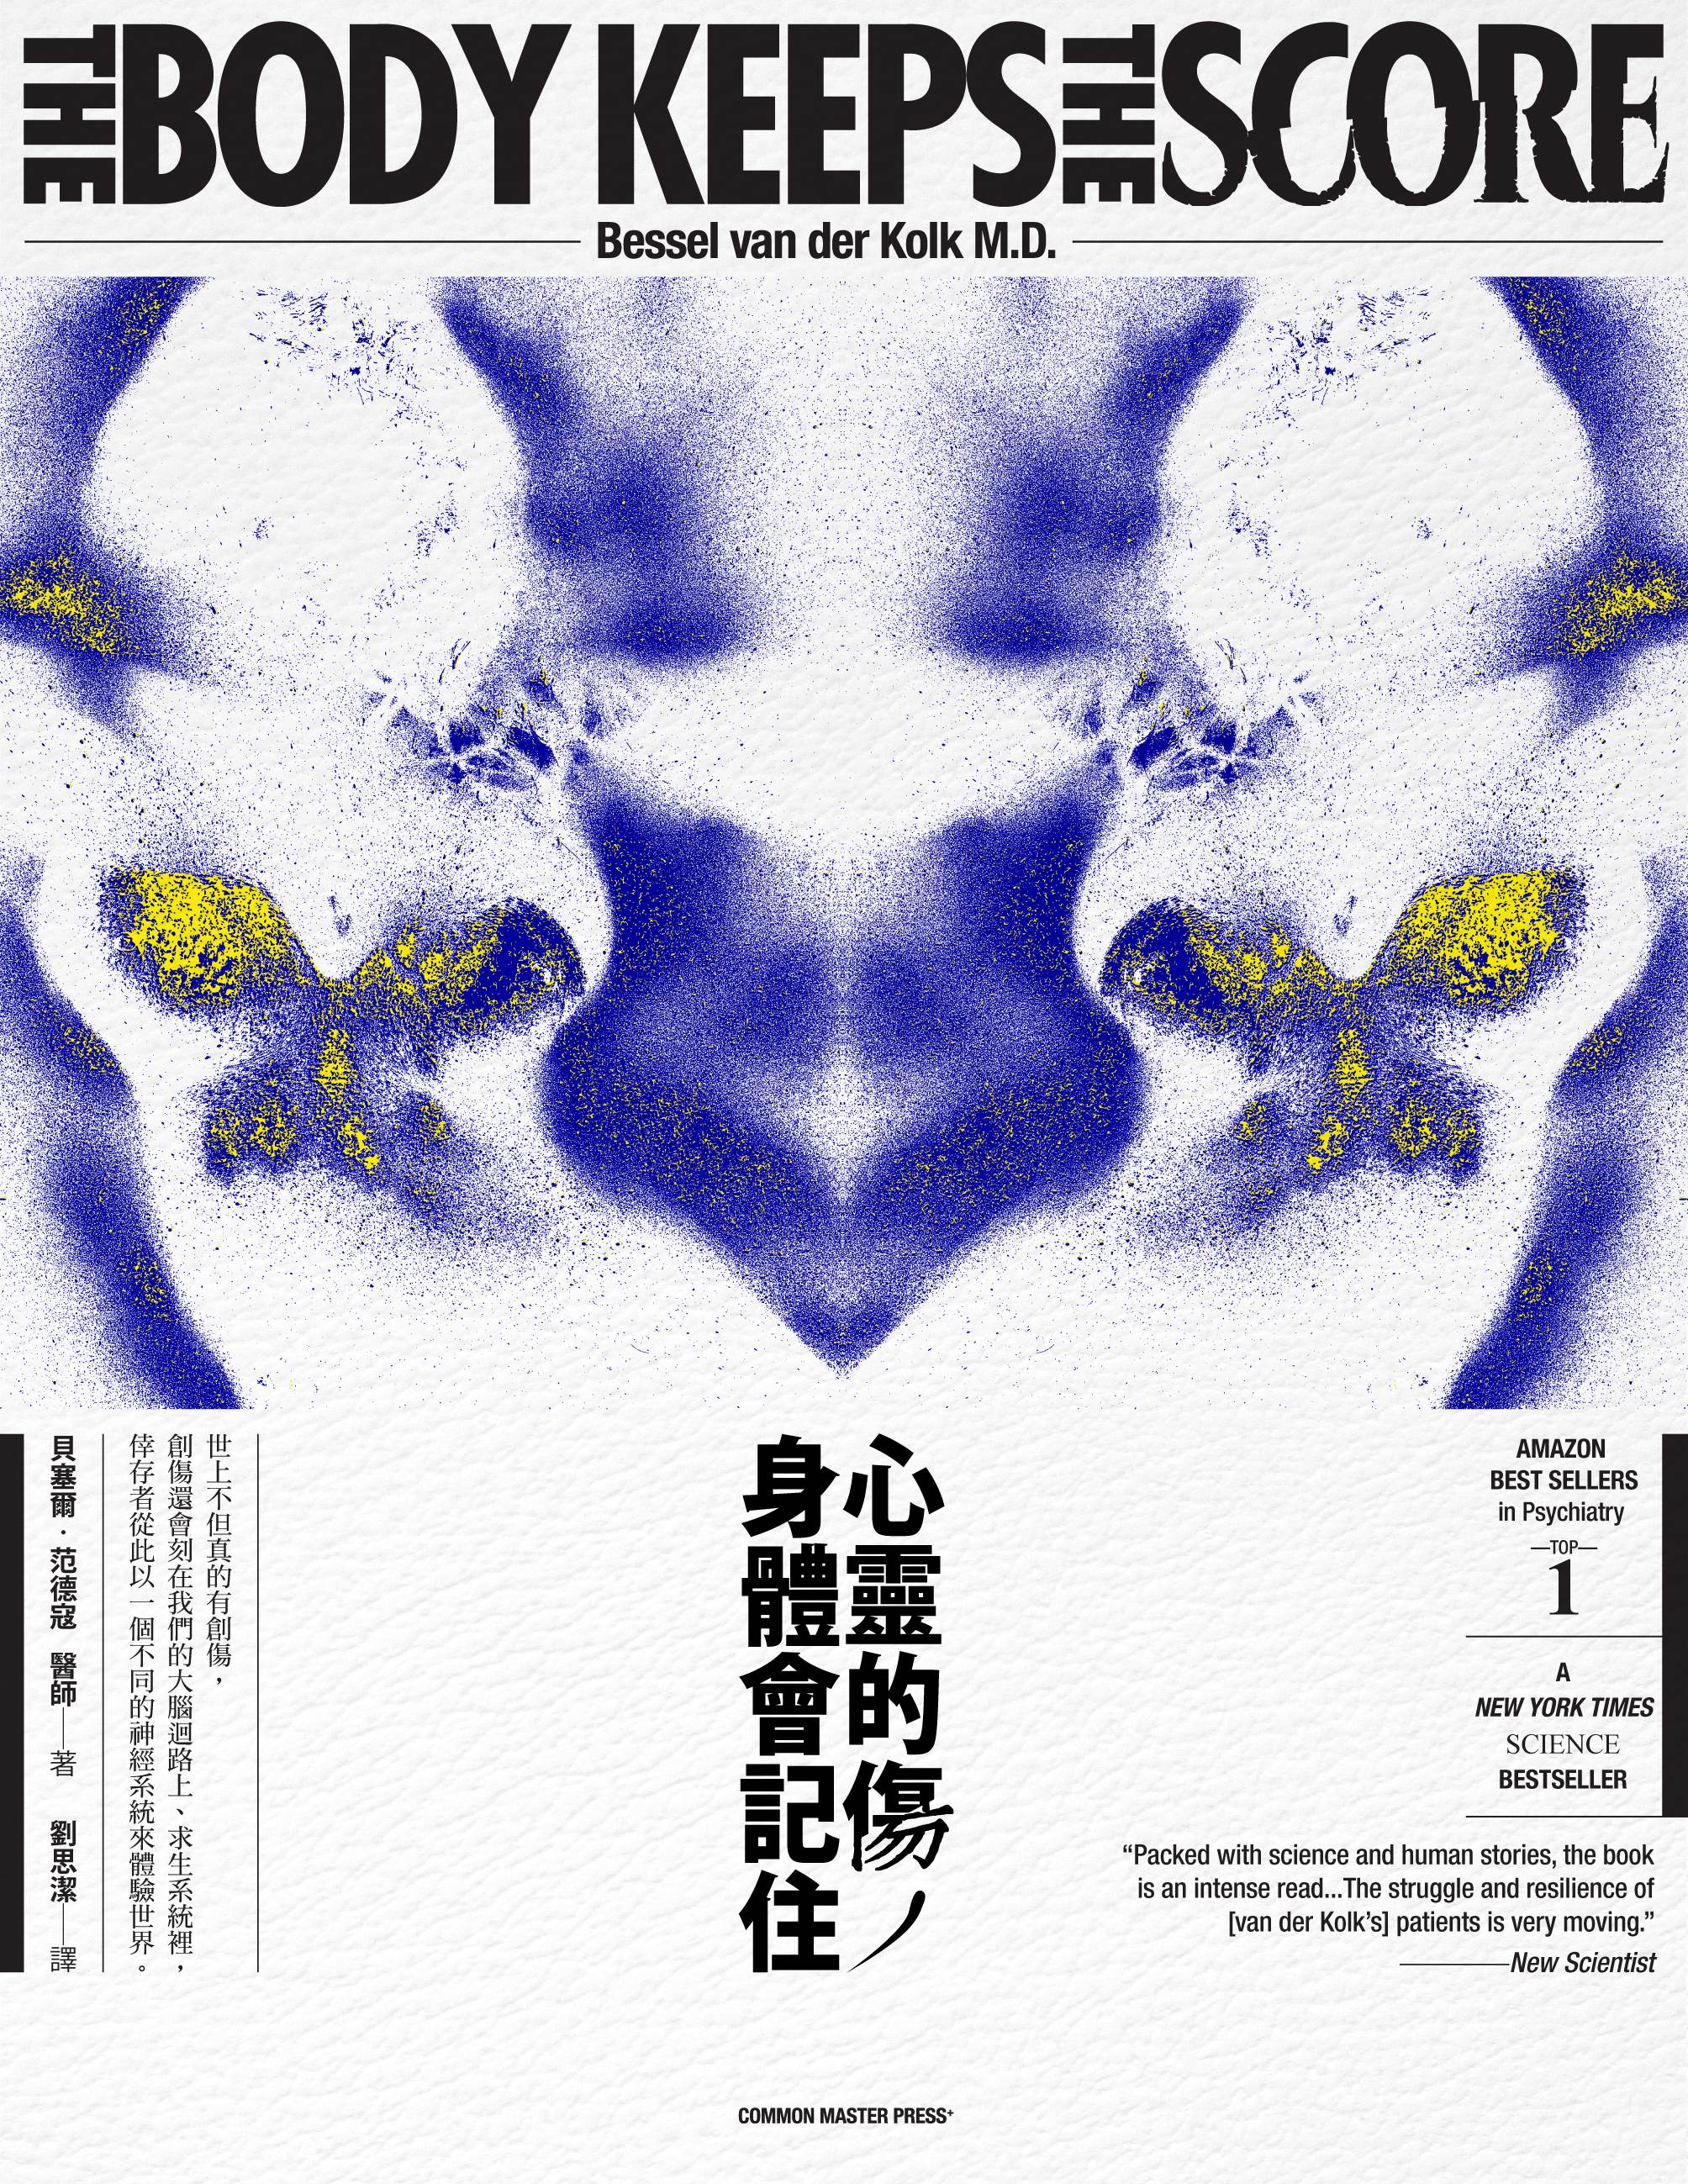 THE BODY KEEPS THE SCORE
Bessel van der Kolk M.D.
心靈的傷
身體會記住
世上不但真的有創傷，
創傷還會刻在我們的大腦迴路上、求生系統裡，
倖存者從此以一個不同的神經系統來體驗世界。
貝塞爾．范德寇 醫師——著 劉思潔——譯
AMAZON
BEST SELLERS
in Psychiatry
—TOP—
1
A
NEW YORK TIMES
SCIENCE
BESTSELLER
“Packed with science and human stories, the book
is an intense read...The struggle and resilience of
[van der Kolk’s] patients is very moving.”
——New Scientist
COMMON MASTER PRESS+